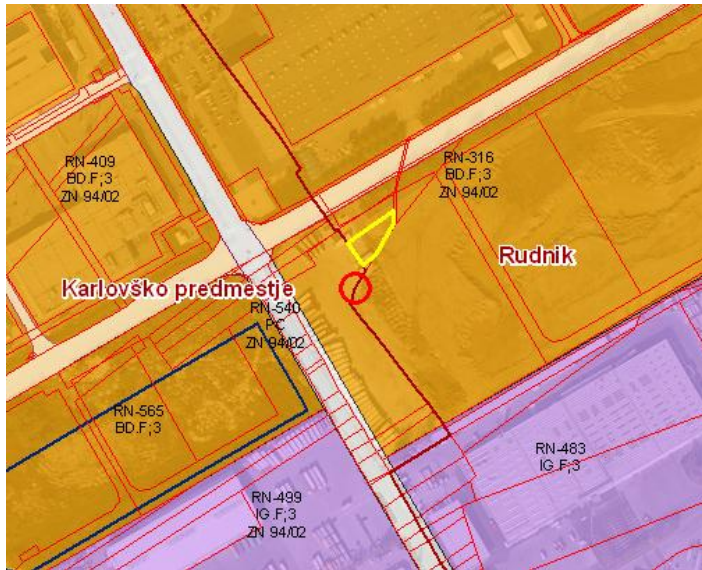 RN-409
BD.F;3
ZN 94/02
RN-316
BD.F;3
ZN 94/02
Rudnik
Karlovško predmestje
RN-540
PC
ZN 94/02
RN-565
BD.F;3
RN-483
IG.F;3
RN-499
IG.F;3
ZN 94/02